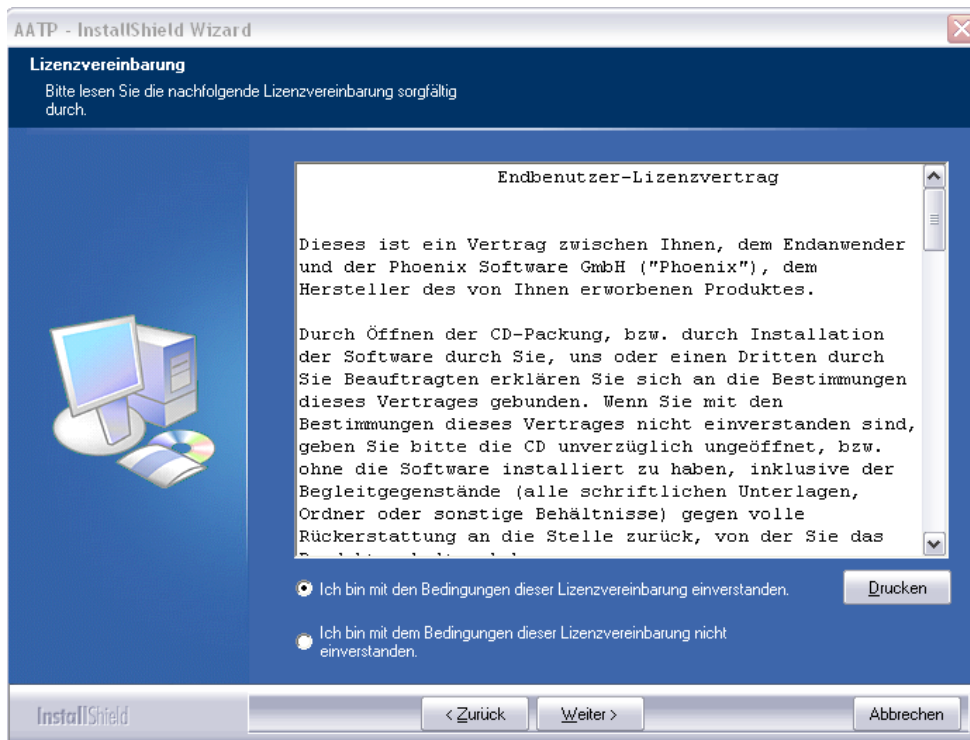 AATP - InstallShield Wizard
Lizenzvereinbarung
Bitte lesen Sie die nachfolgende Lizenzvereinbarung sorgfältig
durch.
Endbenutzer-Lizenzvertrag
Dieses ist ein Vertrag zwischen Ihnen, dem Endanwender
und der Phoenix Software GmbH ("Phoenix"), dem
Hersteller des von Ihnen erworbenen Produktes.
Durch Öffnen der CD-Packung, bzw. durch Installation
der Software durch Sie, uns oder einen Dritten durch
Sie Beauftragten erklären Sie sich an die Bestimmungen
dieses Vertrages gebunden. Wenn Sie mit den
Bestimmungen dieses Vertrages nicht einverstanden sind,
geben Sie bitte die CD unverzüglich ungeöffnet, bzw.
ohne die Software installiert zu haben, inklusive der
Begleitgegenstände (alle schriftlichen Unterlagen,
Ordner oder sonstige Behältnisse) gegen volle
Rückerstattung an die Stelle zurück, von der Sie das
Ich bin mit den Bedingungen dieser Lizenzvereinbarung einverstanden.
Drucken
Ich bin mit dem Bedingungen dieser Lizenzvereinbarung nicht
einverstanden.
InstallShield
< Zurück
Weiter >
Abbrechen